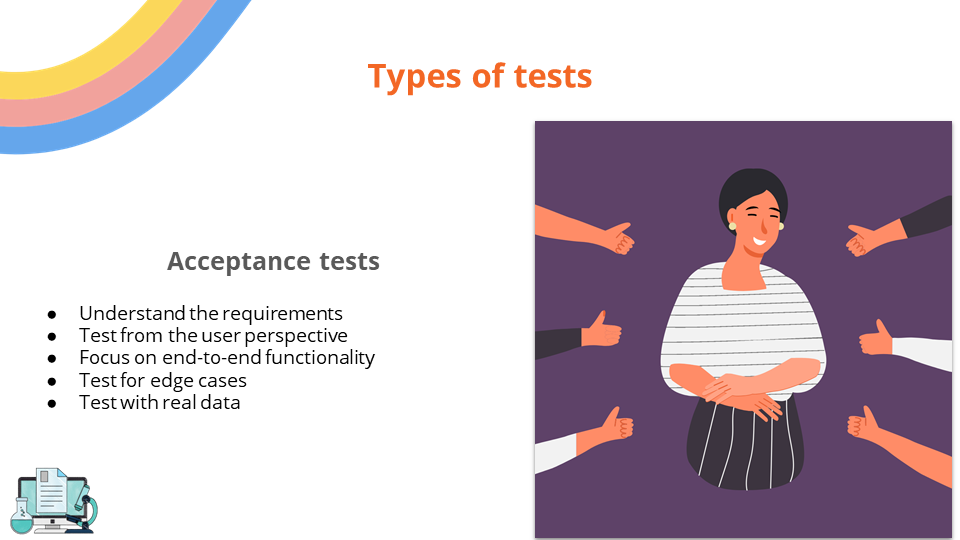 Types of tests
Acceptance tests
● Understand the requirements
● Test from the user perspective
● Focus on end-to-end functionality
● Test for edge cases
● Test with real data